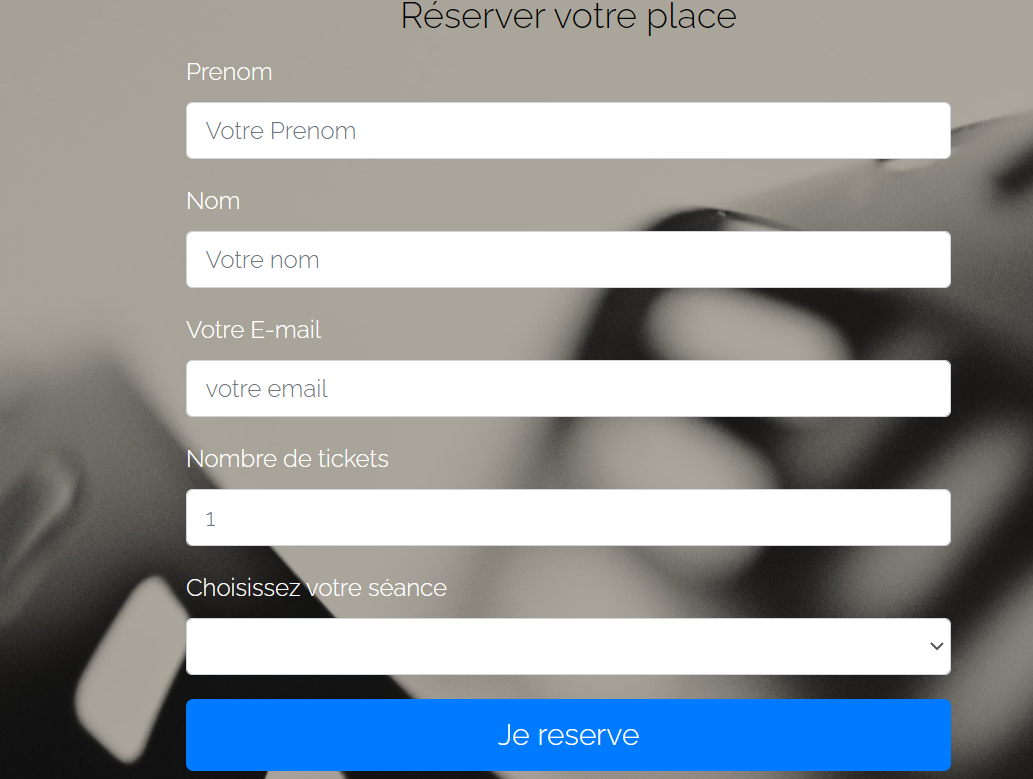 Réserver votre place
Prenom
Votre Prenom
Nom
Votre nom
Votre E-mail
votre email
Nombre de tickets
1
Choisissez votre séance
Je reserve